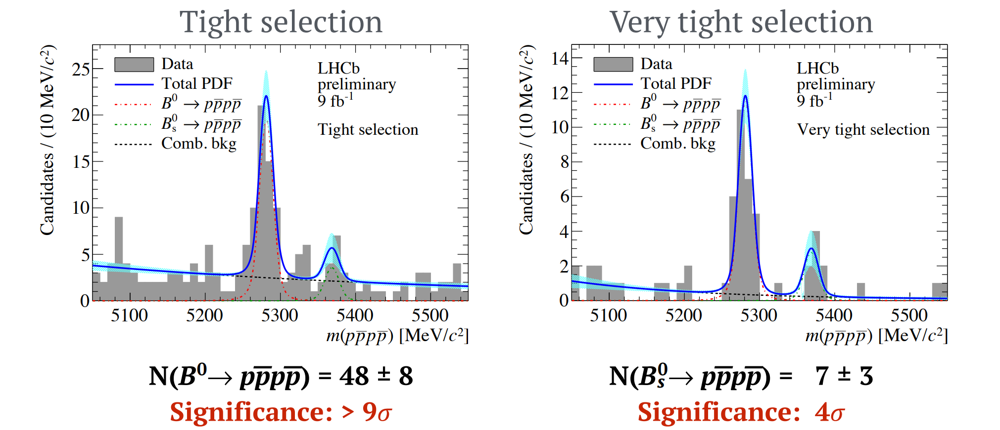 Tight selection
Candidates / (10 MeV/c²)
25
20
15
10
5
0
Data
Total PDF
B⁰ → pp̅pp̅
B⁰ₛ → pp̅pp̅
Comb. bkg
LHCb
preliminary
9 fb⁻¹
Tight selection
5100 5200 5300 5400 5500
m(pp̅pp̅) [MeV/c²]
N(B⁰→ pp̅pp̅) = 48 ± 8
Significance: > 9σ
Very tight selection
Candidates / (10 MeV/c²)
14
12
10
8
6
4
2
0
Data
Total PDF
B⁰ → pp̅pp̅
B⁰ₛ → pp̅pp̅
Comb. bkg
LHCb
preliminary
9 fb⁻¹
Very tight selection
5100 5200 5300 5400 5500
m(pp̅pp̅) [MeV/c²]
N(B⁰ₛ→ pp̅pp̅) = 7 ± 3
Significance: 4σ